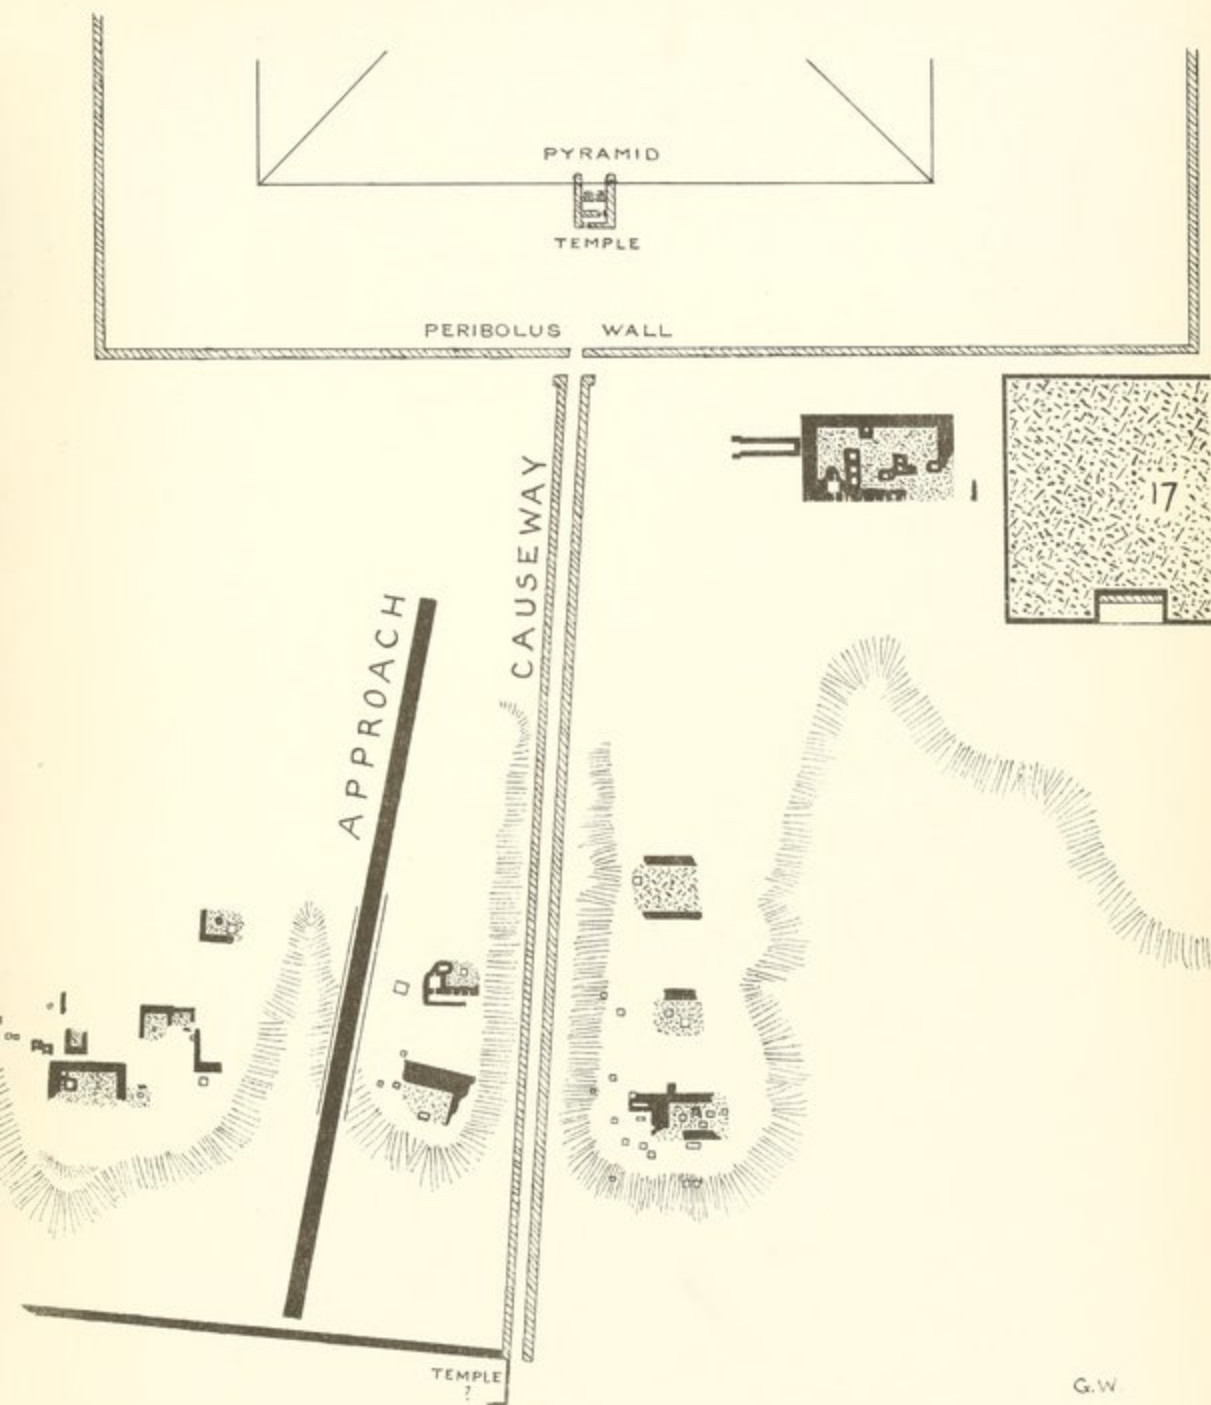 PYRAMID
TEMPLE
PERIBOLUS WALL
17
CAUSEWAY
APPROACH
TEMPLE
?
G.W.